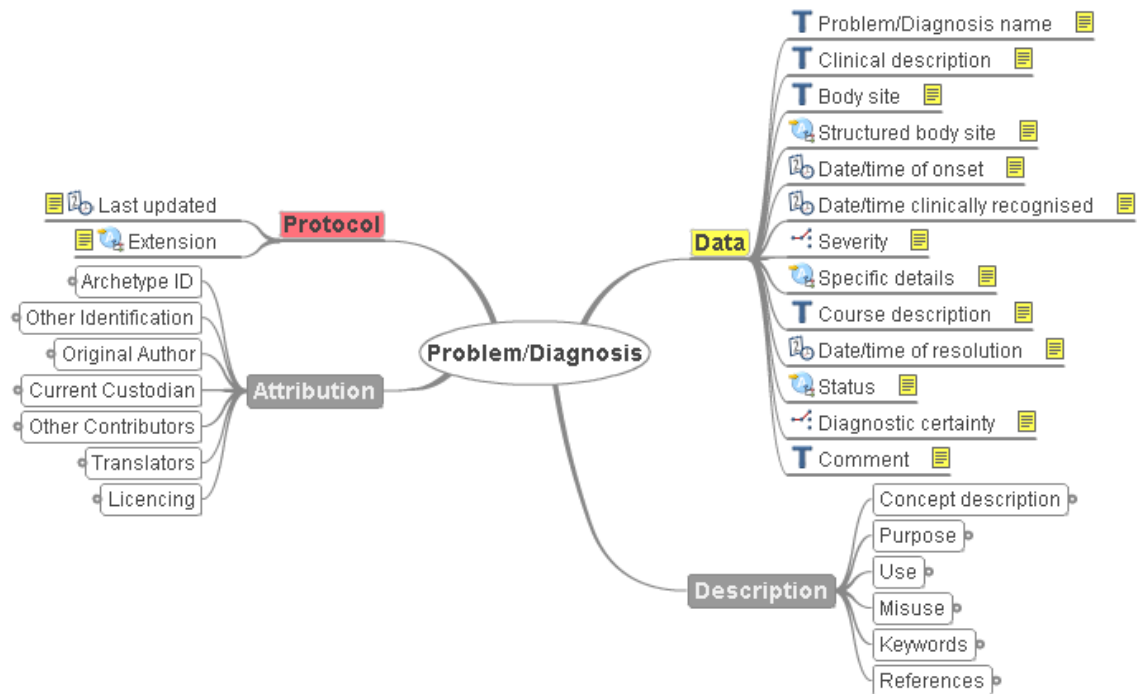 Problem/Diagnosis
Protocol
Last updated
Extension
Attribution
Archetype ID
Other Identification
Original Author
Current Custodian
Other Contributors
Translators
Licencing
Data
Problem/Diagnosis name
Clinical description
Body site
Structured body site
Date/time of onset
Date/time clinically recognised
Severity
Specific details
Course description
Date/time of resolution
Status
Diagnostic certainty
Comment
Description
Concept description
Purpose
Use
Misuse
Keywords
References